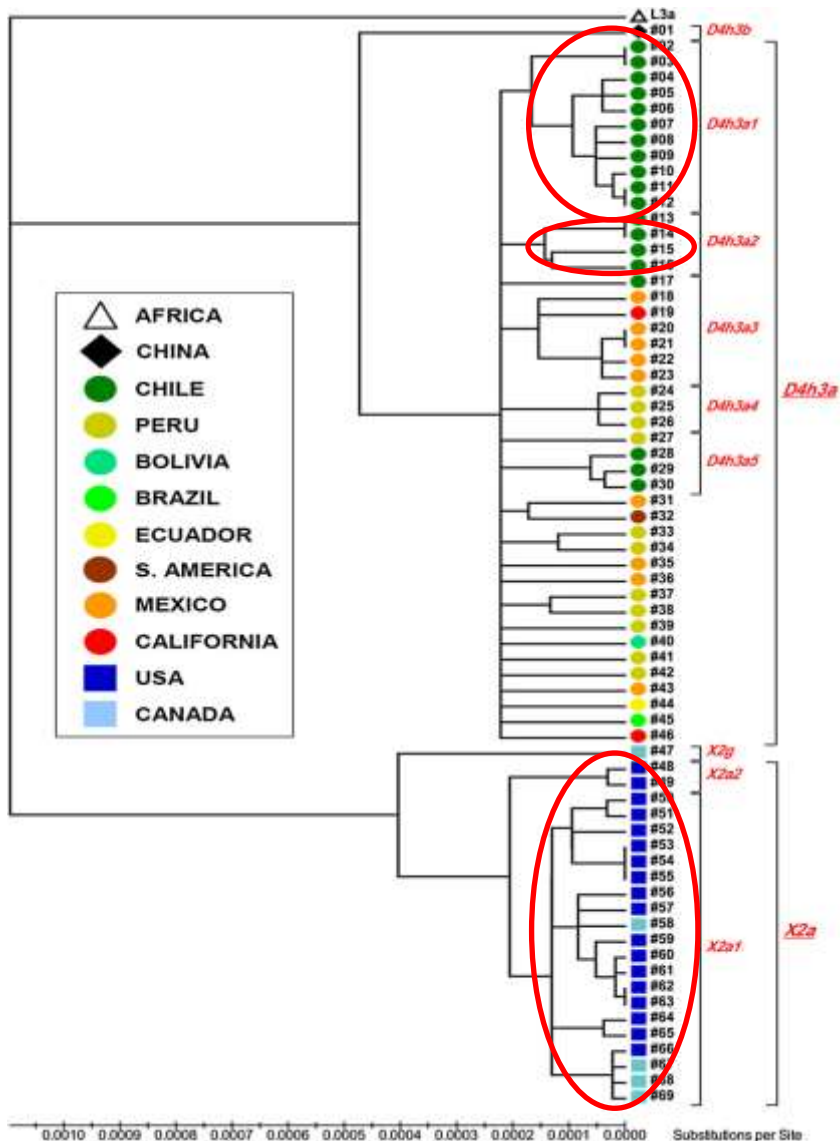 L3a
#01
D4h3b
#02
#03
#04
#05
#06
#07
D4h3a1
#08
#09
#10
#11
#12
#13
#14
D4h3a2
#15
#16
#17
#18
#19
#20
D4h3a3
#21
#22
#23
#24
#25
D4h3a4
#26
#27
#28
#29
D4h3a5
#30
D4h3a
#31
#32
#33
#34
#35
#36
#37
#38
#39
#40
#41
#42
#43
#44
#45
#46
AFRICA
CHINA
CHILE
PERU
BOLIVIA
BRAZIL
ECUADOR
S. AMERICA
MEXICO
CALIFORNIA
USA
CANADA
#47
X2g
#48
X2a2
#49
#50
#51
#52
#53
#54
#55
#56
#57
#58
#59
X2a1
X2a
#60
#61
#62
#63
#64
#65
#66
#67
#68
#69
0.0010 0.0009 0.0008 0.0007 0.0006 0.0005 0.0004 0.0003 0.0002 0.0001 0.0000 Substitutions per Site